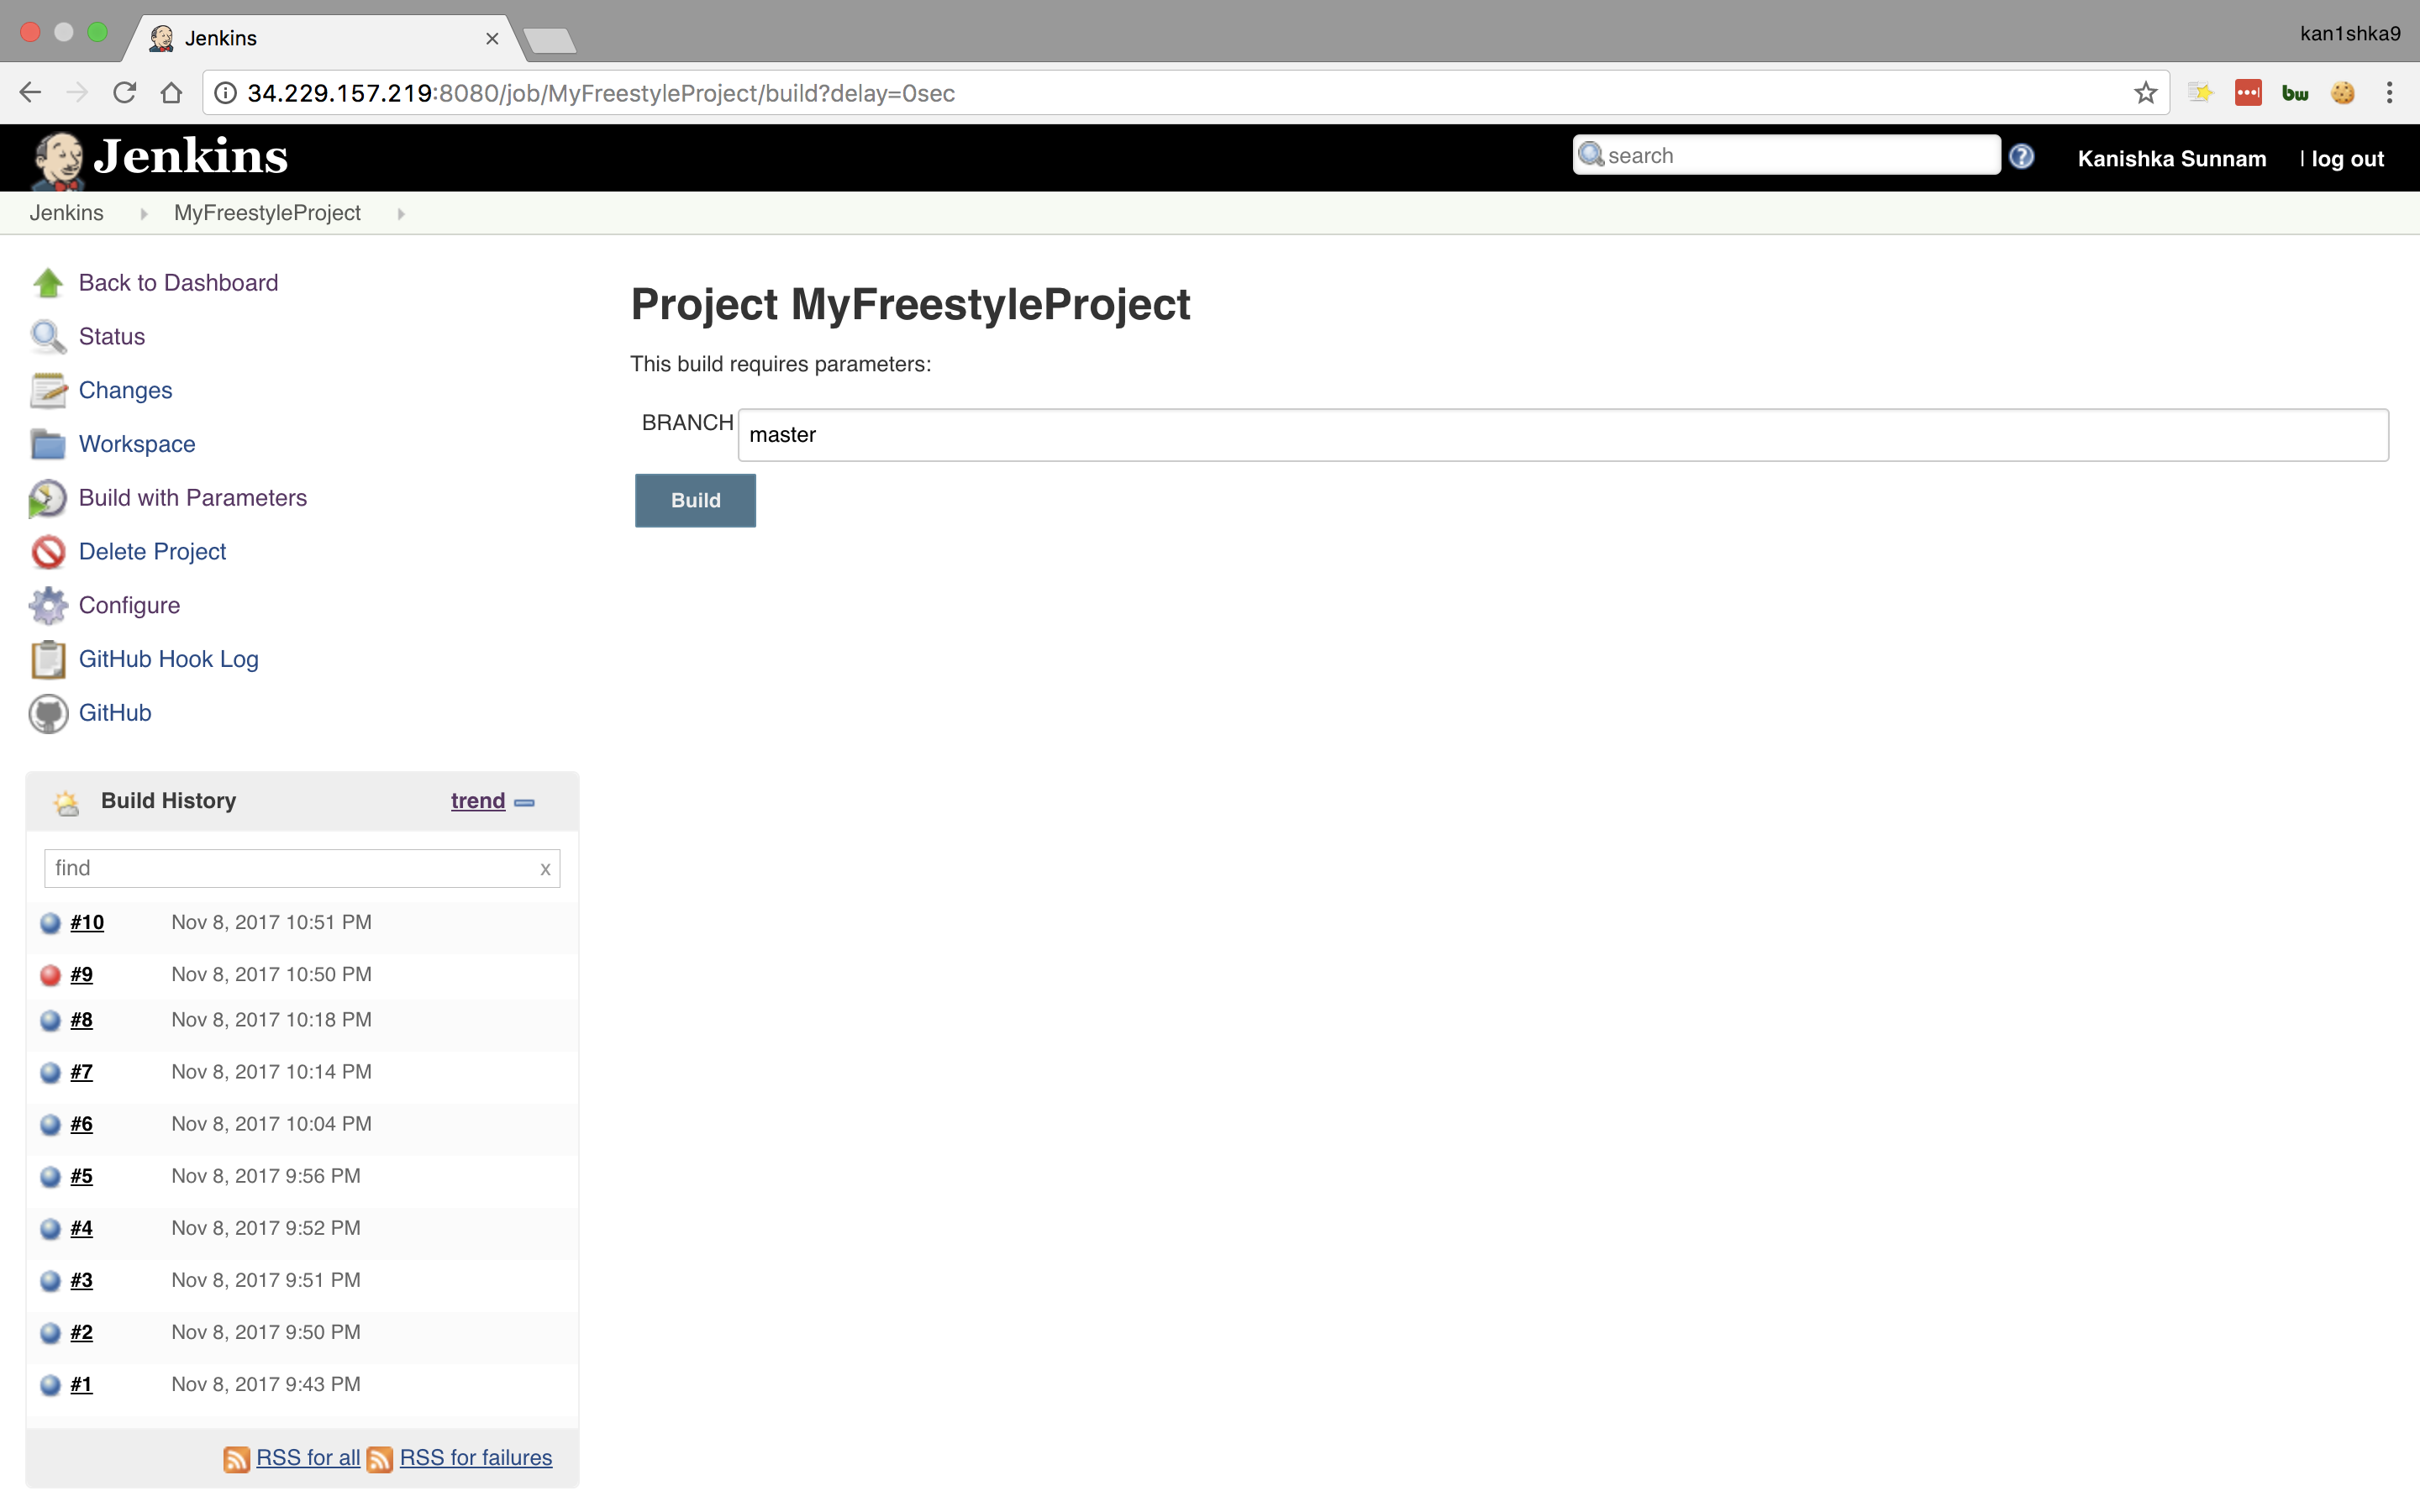 Jenkins
kan1shka9
34.229.157.219:8080/job/MyFreestyleProject/build?delay=0sec
bw
Jenkins
search
Kanishka Sunnam | log out
Jenkins MyFreestyleProject
Back to Dashboard
Status
Changes
Workspace
Build with Parameters
Delete Project
Configure
GitHub Hook Log
GitHub
Project MyFreestyleProject
This build requires parameters:
BRANCH master
Build
Build History trend
find x
#10 Nov 8, 2017 10:51 PM
#9 Nov 8, 2017 10:50 PM
#8 Nov 8, 2017 10:18 PM
#7 Nov 8, 2017 10:14 PM
#6 Nov 8, 2017 10:04 PM
#5 Nov 8, 2017 9:56 PM
#4 Nov 8, 2017 9:52 PM
#3 Nov 8, 2017 9:51 PM
#2 Nov 8, 2017 9:50 PM
#1 Nov 8, 2017 9:43 PM
RSS for all RSS for failures